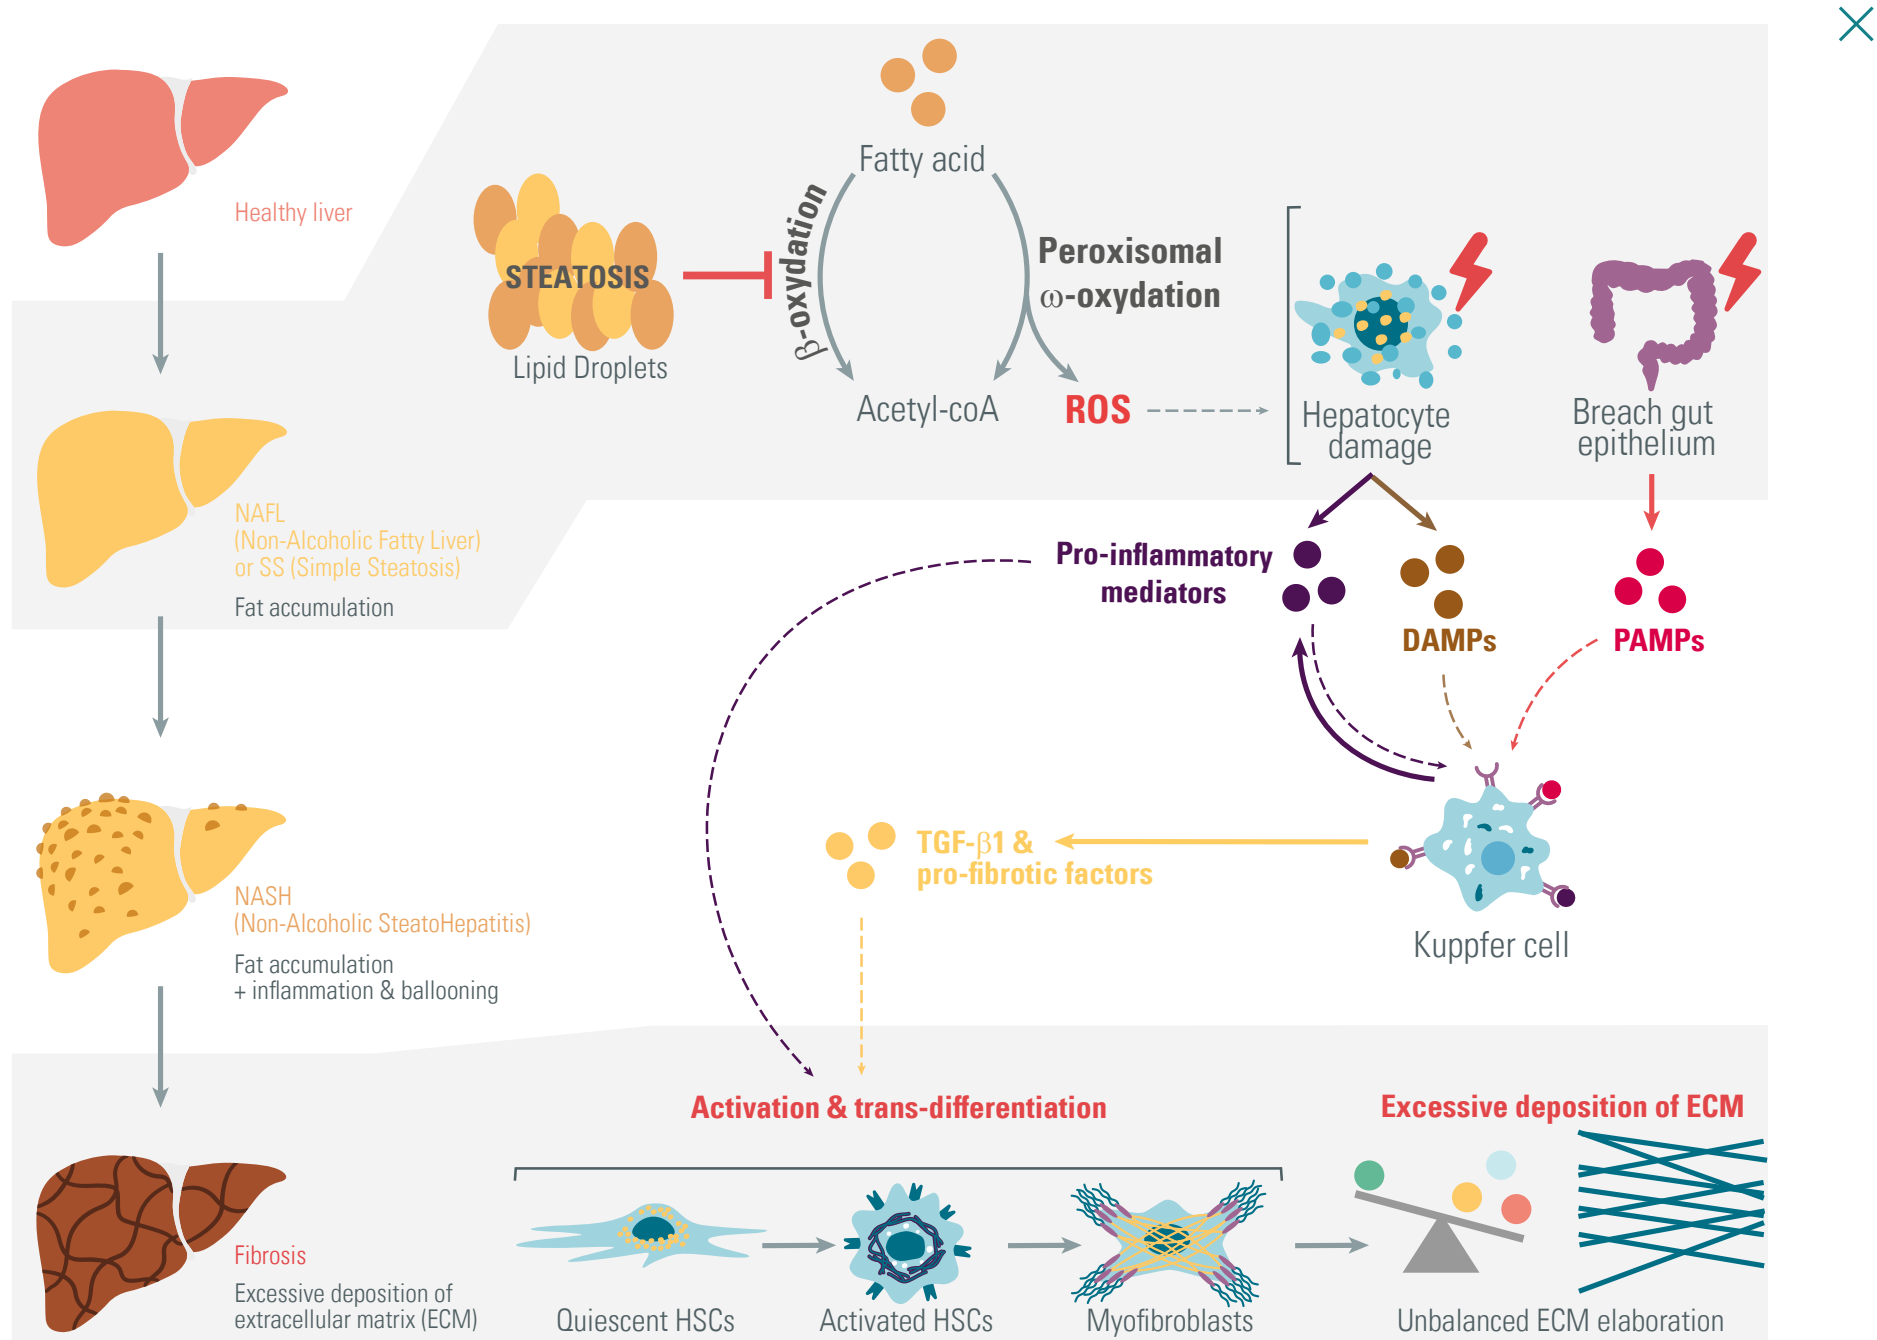 Healthy liver
NAFL
(Non-Alcoholic Fatty Liver)
or SS (Simple Steatosis)
Fat accumulation
NASH
(Non-Alcoholic SteatoHepatitis)
Fat accumulation
+ inflammation & ballooning
Fibrosis
Excessive deposition of
extracellular matrix (ECM)
Fatty acid
STEATOSIS
Lipid Droplets
β-oxydation
Peroxisomal
ω-oxydation
Acetyl-coA
ROS
Hepatocyte
damage
Breach gut
epithelium
Pro-inflammatory
mediators
DAMPs
PAMPs
TGF-β1 &
pro-fibrotic factors
Kuppfer cell
Activation & trans-differentiation
Excessive deposition of ECM
Quiescent HSCs
Activated HSCs
Myofibroblasts
Unbalanced ECM elaboration